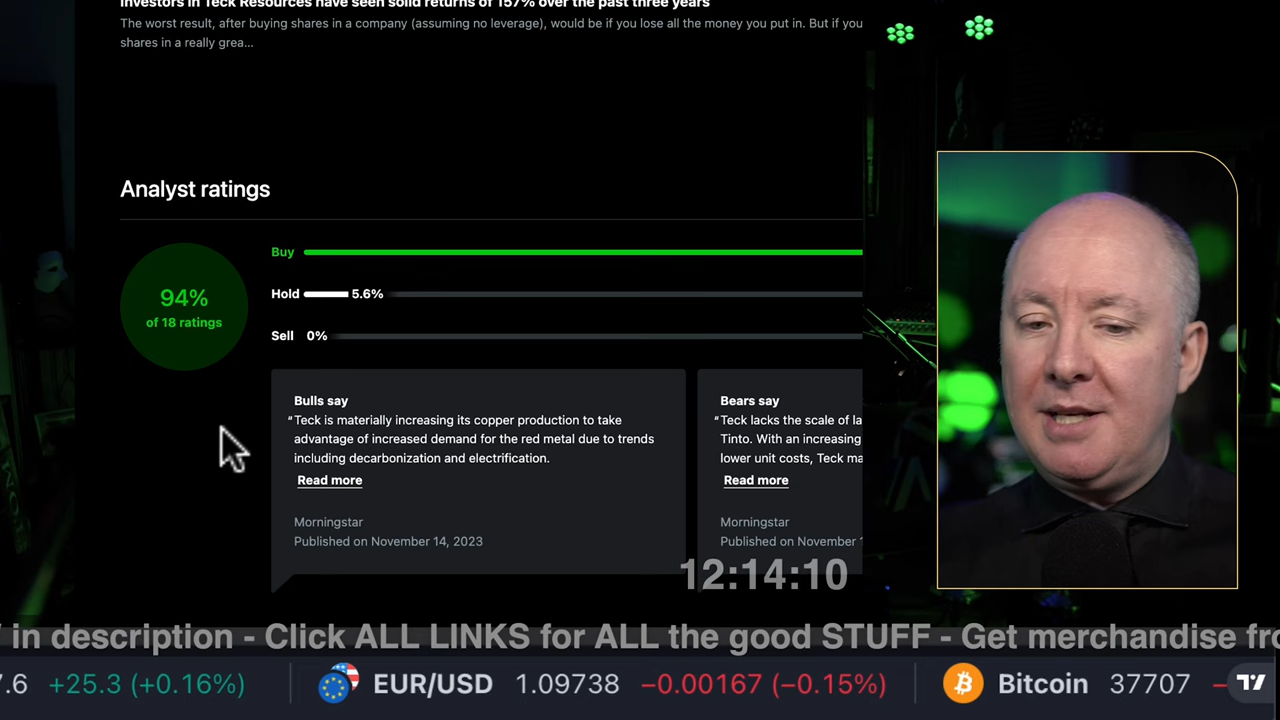 Investors in Teck Resources have seen solid returns of 157% over the past three years
The worst result, after buying shares in a company (assuming no leverage), would be if you lose all the money you put in. But if you
shares in a really grea...
Analyst ratings
Buy
94%
of 18 ratings
Hold 5.6%
Sell 0%
Bulls say
“Teck is materially increasing its copper production to take
advantage of increased demand for the red metal due to trends
including decarbonization and electrification.
Read more
Morningstar
Published on November 14, 2023
Bears say
“Teck lacks the scale of la
Tinto. With an increasing
lower unit costs, Teck ma
Read more
Morningstar
Published on November 1
12:14:10
in description - Click ALL LINKS for ALL the good STUFF - Get merchandise fro
7.6 +25.3 (+0.16%) EUR/USD 1.09738 −0.00167 (−0.15%) Bitcoin 37707 −